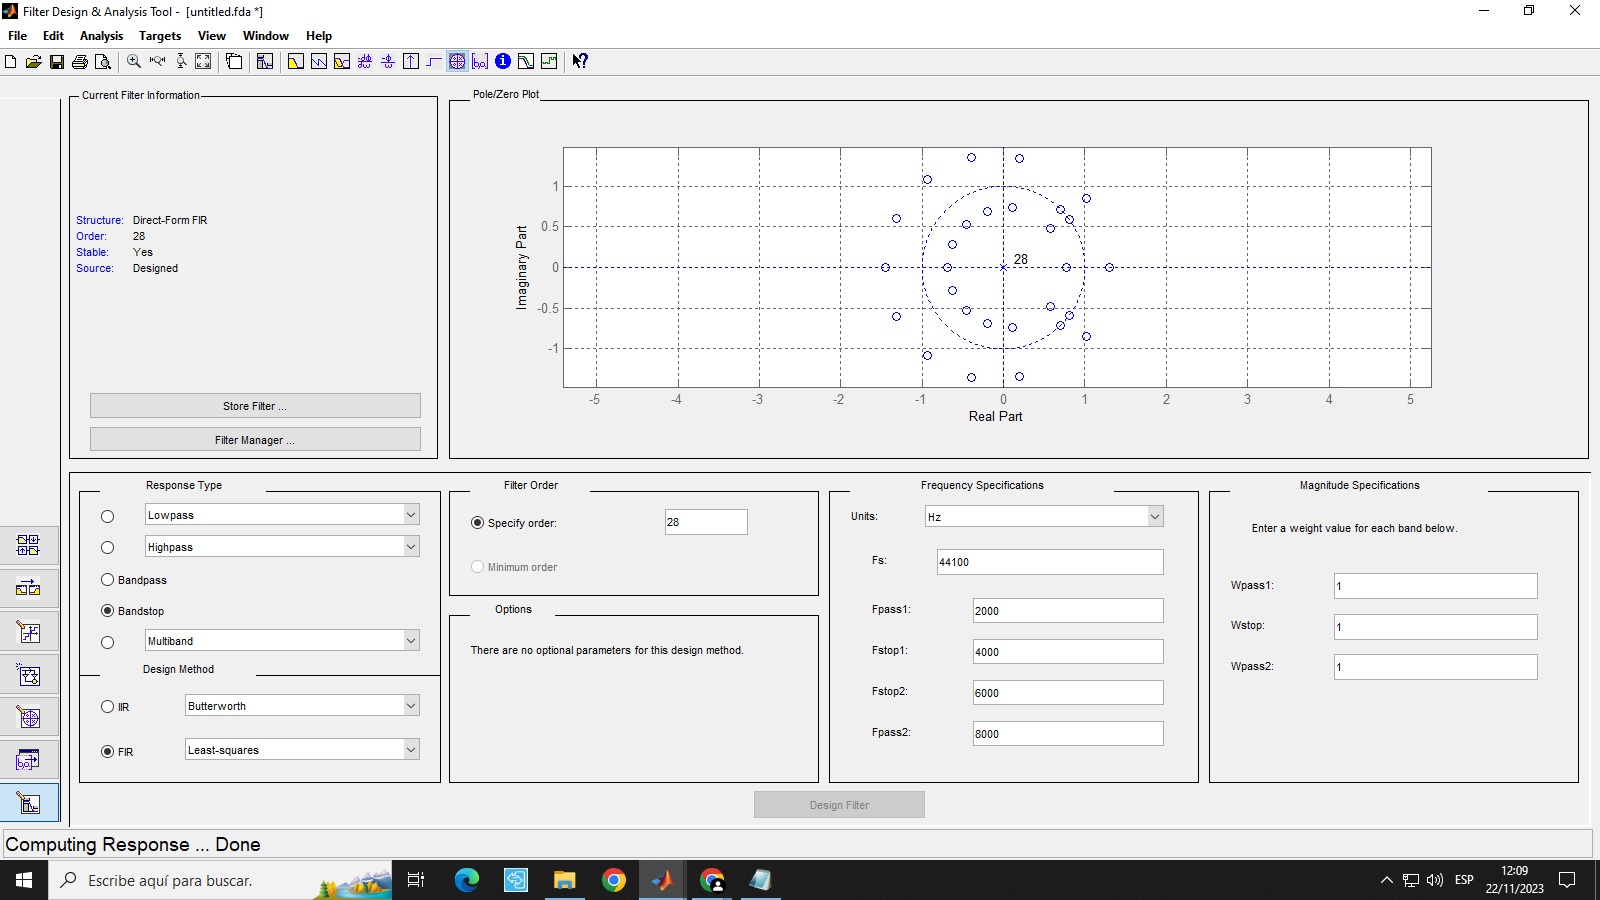 Filter Design & Analysis Tool -  [untitled.fda *]
File Edit Analysis Targets View Window Help
Current Filter Information
Structure: Direct-Form FIR
Order: 28
Stable: Yes
Source: Designed
Store Filter ...
Filter Manager ...
Pole/Zero Plot
1
0.5
0
-0.5
-1
Imaginary Part
28
-5 -4 -3 -2 -1 0 1 2 3 4 5
Real Part
Response Type
Lowpass
Highpass
Bandpass
Bandstop
Multiband
Design Method
IIR Butterworth
FIR Least-squares
Filter Order
Specify order: 28
Minimum order
Options
There are no optional parameters for this design method.
Frequency Specifications
Units: Hz
Fs: 44100
Fpass1: 2000
Fstop1: 4000
Fstop2: 6000
Fpass2: 8000
Magnitude Specifications
Enter a weight value for each band below.
Wpass1: 1
Wstop: 1
Wpass2: 1
Design Filter
Computing Response ... Done
Escribe aquí para buscar.
ESP
12:09
22/11/2023